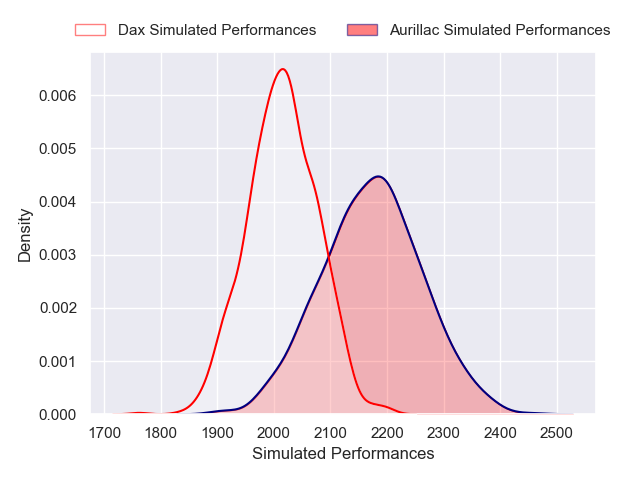 Dax Simulated Performances Aurillac Simulated Performances
0.006
0.005
0.004
0.003
0.002
0.001
0.000
Density
1700 1800 1900 2000 2100 2200 2300 2400 2500
Simulated Performances